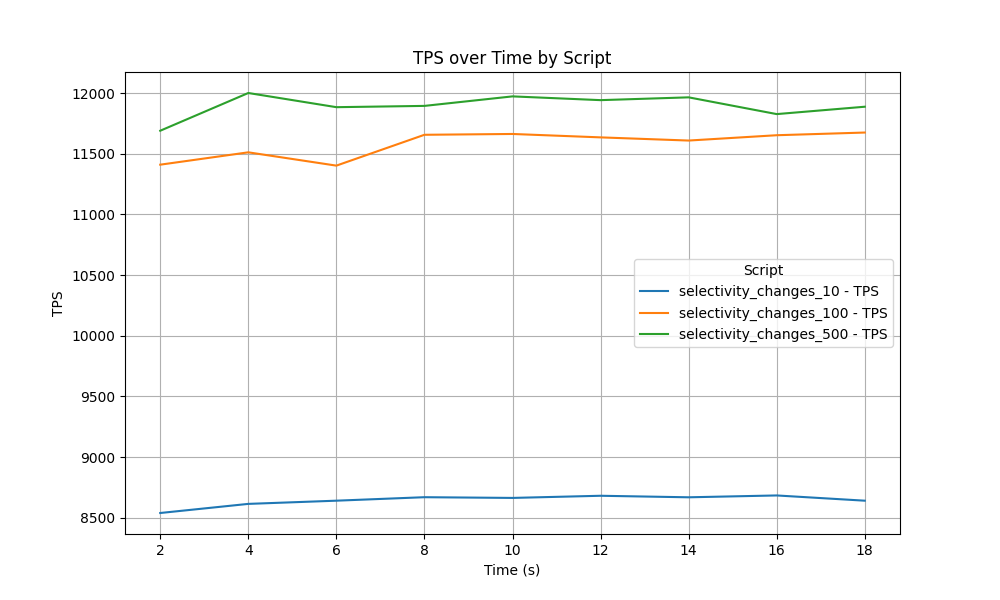 TPS over Time by Script
TPS
12000
11500
11000
10500
10000
9500
9000
8500
Script
selectivity_changes_10 - TPS
selectivity_changes_100 - TPS
selectivity_changes_500 - TPS
2 4 6 8 10 12 14 16 18
Time (s)